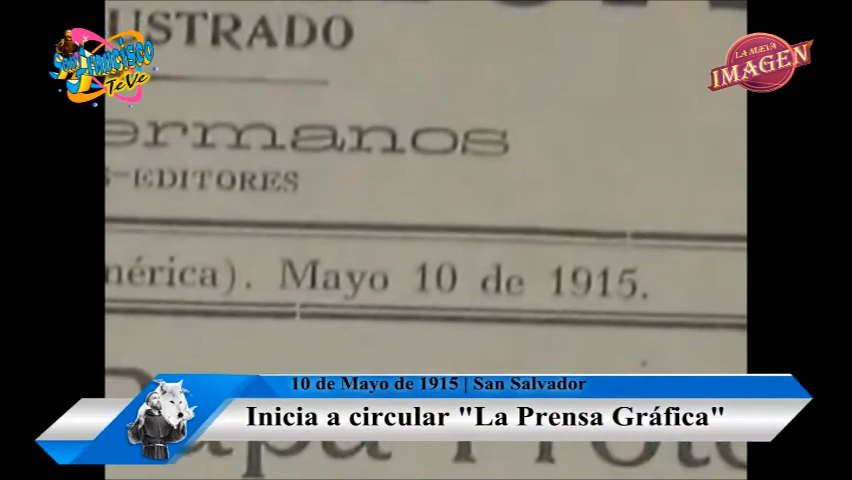 USTRADO
San Francisco
TeVe
LA NUEVA
IMAGEN
ermanos
S-EDITORES
mérica). Mayo 10 de 1915.
10 de Mayo de 1915 | San Salvador
Inicia a circular "La Prensa Gráfica"